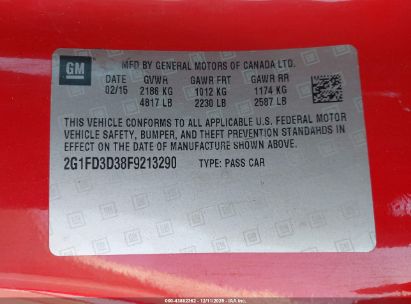 GM
MFD BY GENERAL MOTORS OF CANADA LTD.
DATE GVWR GAWR FRT GAWR RR
02/15 2186 KG 1012 KG 1174 KG
4817 LB 2230 LB 2587 LB
THIS VEHICLE CONFORMS TO ALL APPLICABLE U.S. FEDERAL MOTOR
VEHICLE SAFETY, BUMPER, AND THEFT PREVENTION STANDARDS IN
EFFECT ON THE DATE OF MANUFACTURE SHOWN ABOVE.
2G1FD3D38F9213290 TYPE: PASS CAR